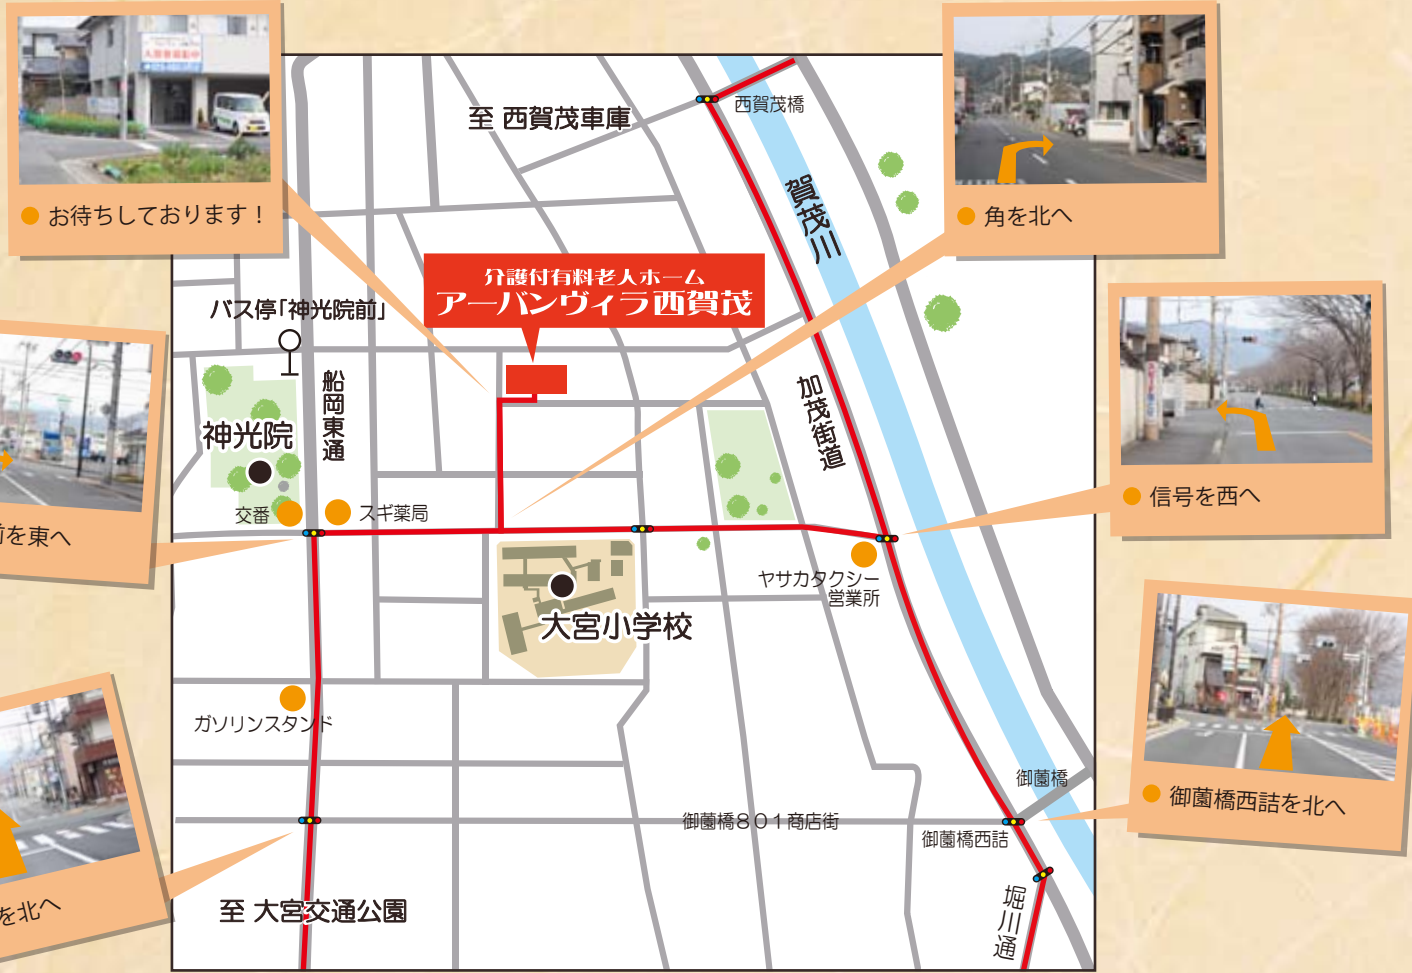 お待ちしております！
角を北へ
信号を西へ
御薗橋西詰を北へ
前を東へ
を北へ
至 西賀茂車庫
西賀茂橋
賀茂川
介護付有料老人ホーム
アーバンヴィラ西賀茂
バス停「神光院前」
船岡東通
加茂街道
神光院
交番
スギ薬局
ヤサカタクシー
営業所
大宮小学校
ガソリンスタンド
御薗橋
御薗橋８０１商店街
御薗橋西詰
至 大宮交通公園
堀川通